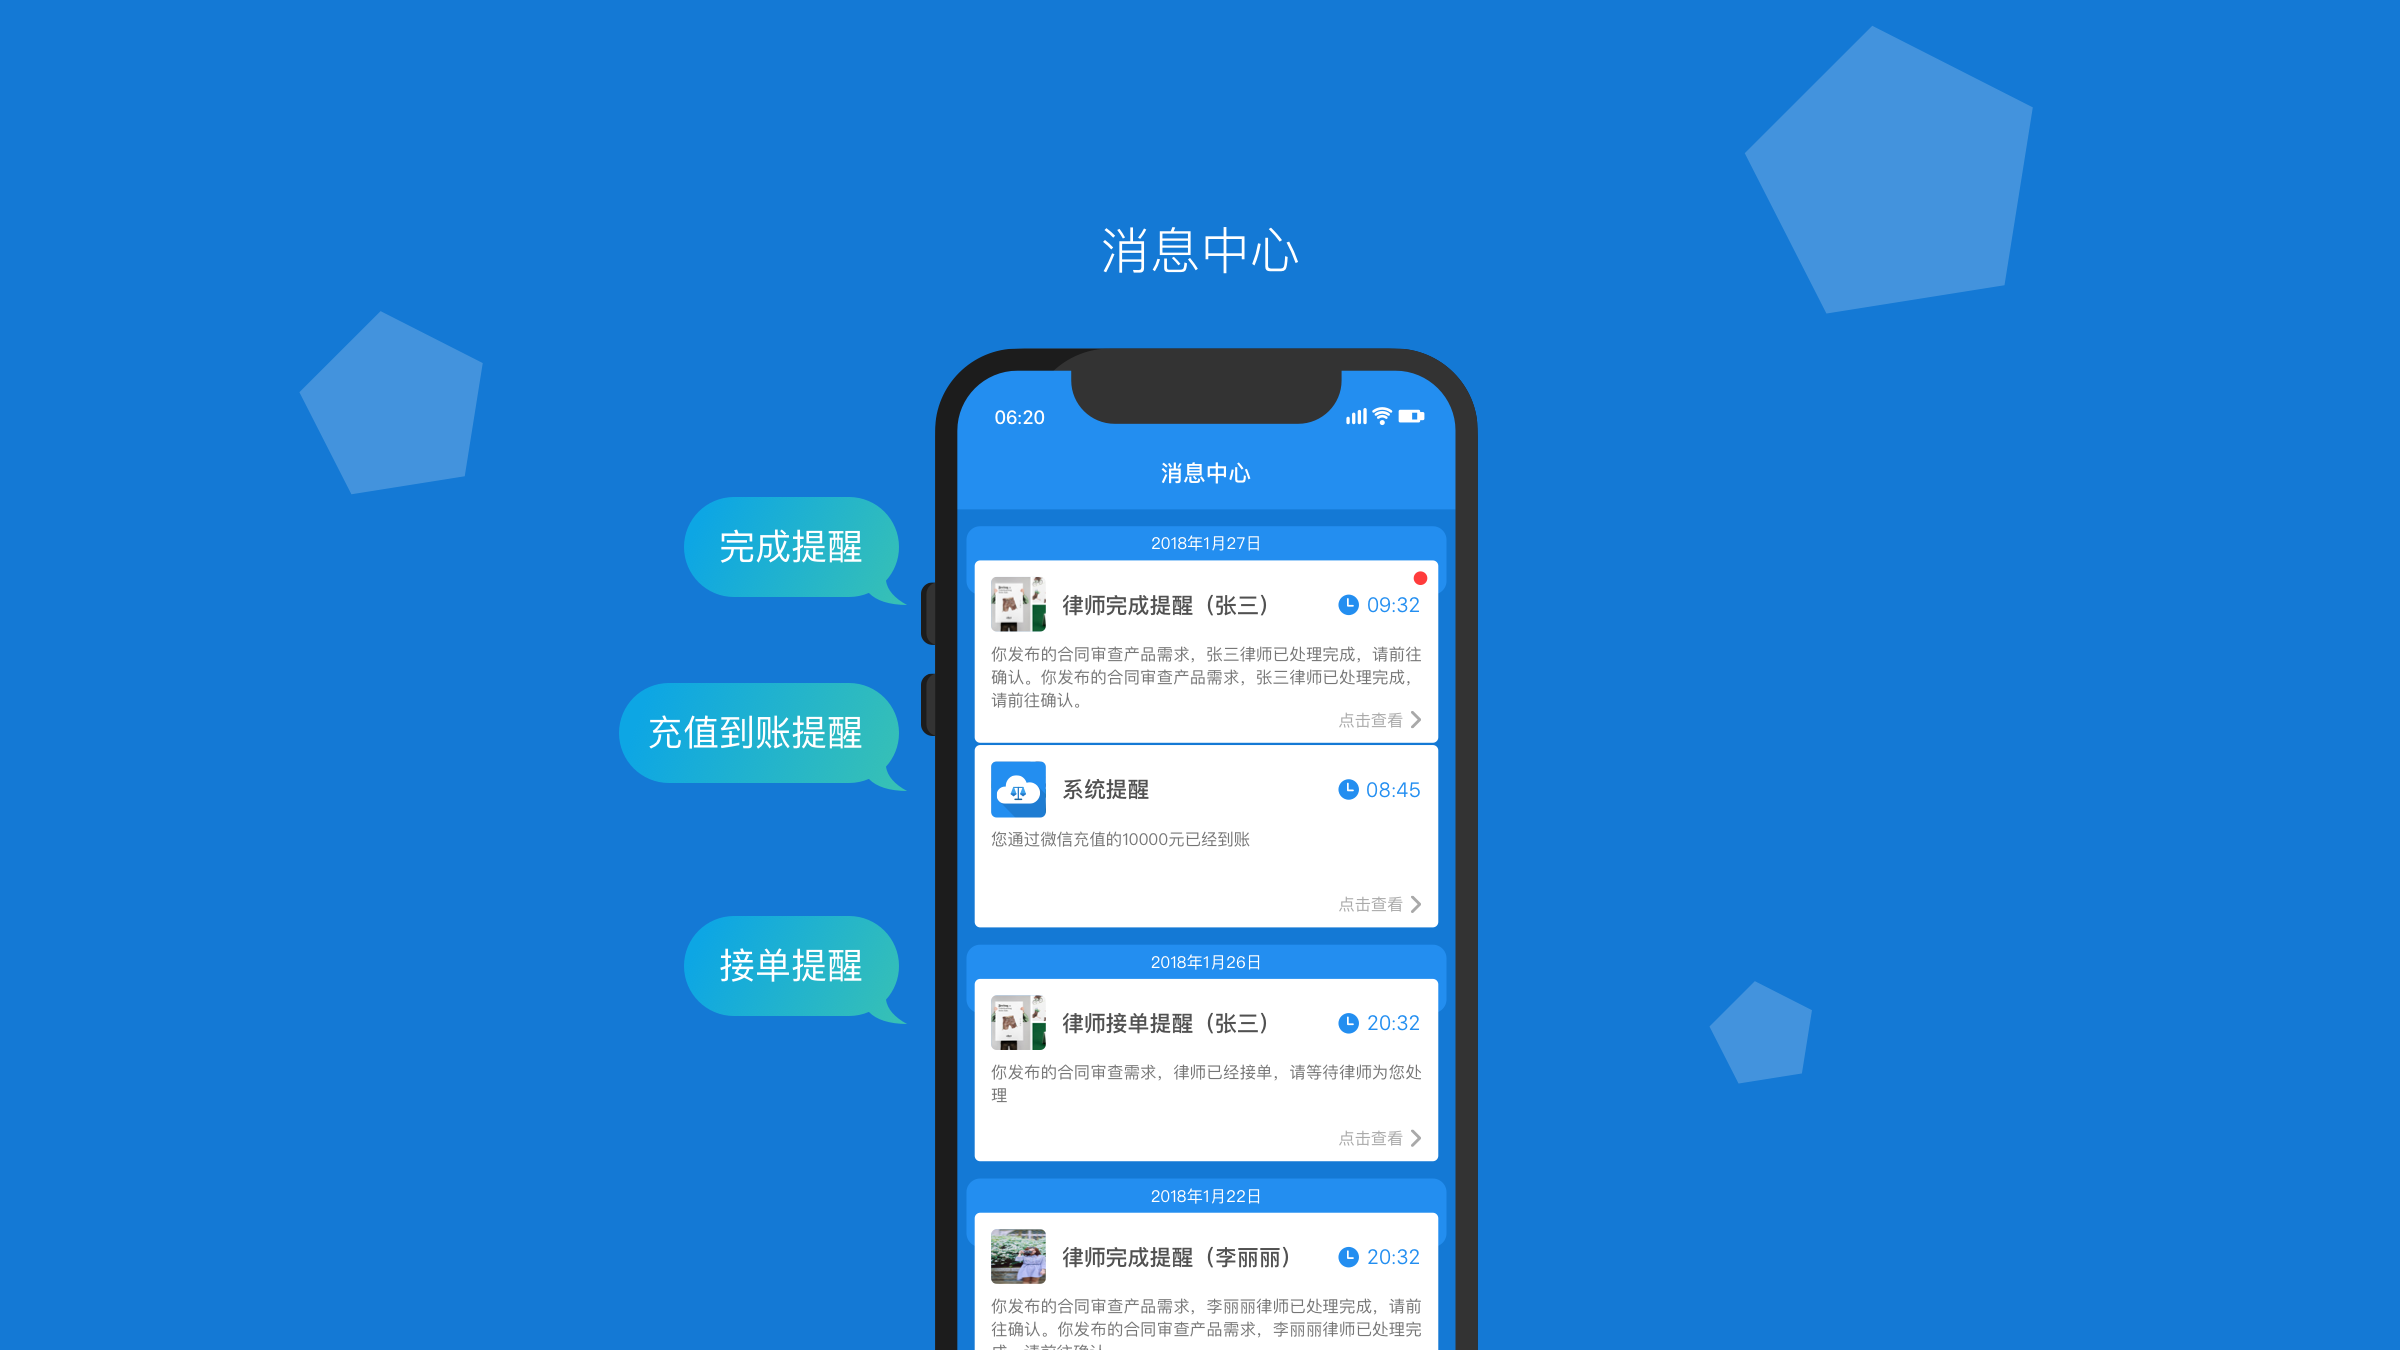 消息中心
06:20
消息中心
完成提醒
2018年1月27日
律师完成提醒（张三）
09:32
你发布的合同审查产品需求，张三律师已处理完成，请前往
确认。你发布的合同审查产品需求，张三律师已处理完成，
请前往确认。
点击查看
充值到账提醒
系统提醒
08:45
您通过微信充值的10000元已经到账
点击查看
接单提醒
2018年1月26日
律师接单提醒（张三）
20:32
你发布的合同审查需求，律师已经接单，请等待律师为您处
理
点击查看
2018年1月22日
律师完成提醒（李丽丽）
20:32
你发布的合同审查产品需求，李丽丽律师已处理完成，请前
往确认。你发布的合同审查产品需求，李丽丽律师已处理完